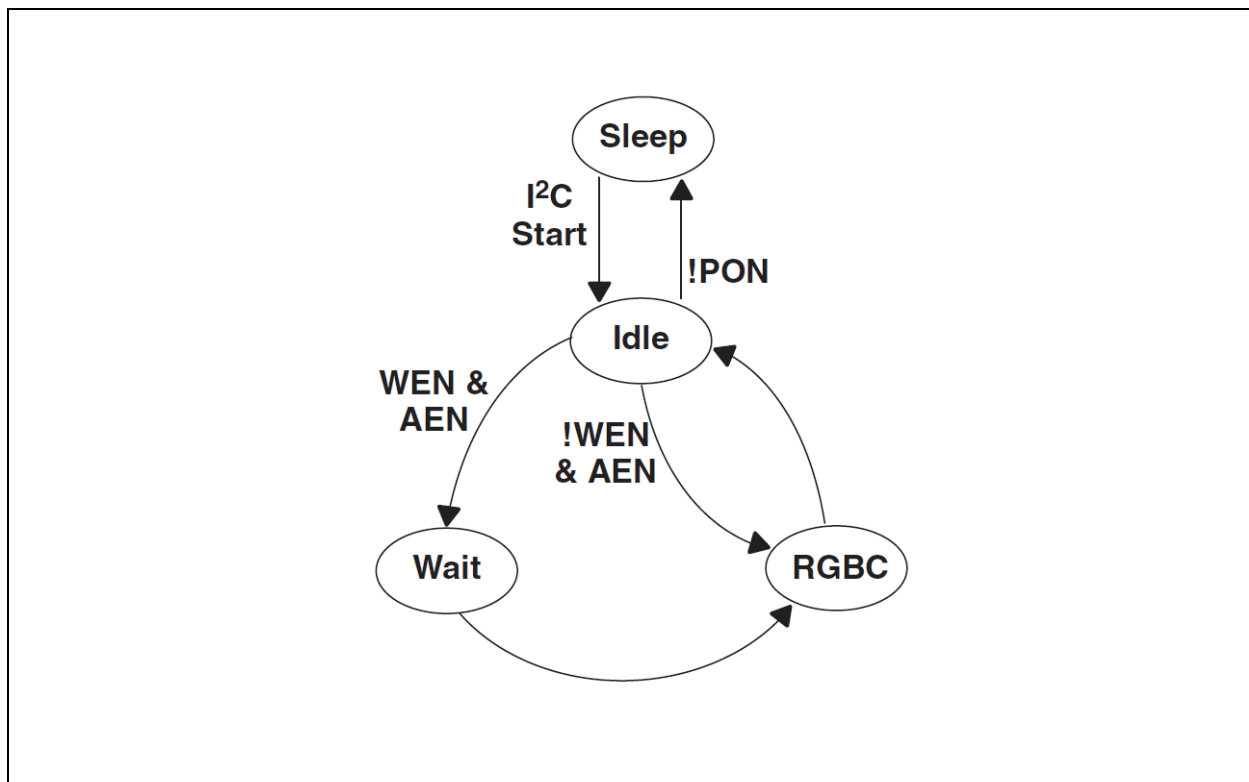 Sleep
I²C
Start
!PON
Idle
WEN &
AEN
!WEN
& AEN
Wait
RGBC